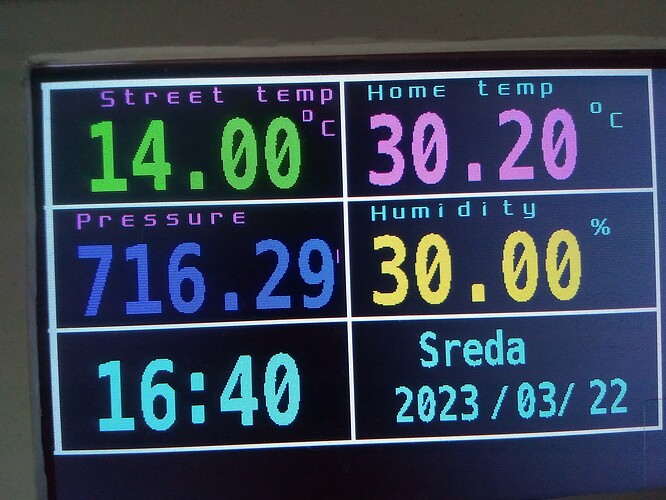 Street temp
14.00 °C
Home temp
30.20 °C
Pressure
716.29
Humidity
30.00 %
16:40
Sreda
2023/03/22